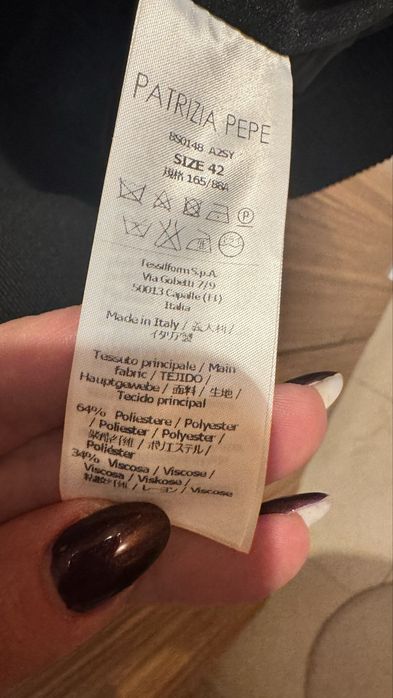 PATRIZIA PEPE
8S0148 A2SY
SIZE 42
规格 165/88A
P
Tessilform S.p.A.
Via Gobetti 7/9
50013 Capalle (FI)
Italia
Made in Italy / 意大利 /
イタリア製
Tessuto principale / Main
fabric / TEJIDO /
Hauptgewebe / 面料 / 生地 /
Tecido principal
64% Poliestere / Polyester
/ Poliester / Polyester /
聚酯纤维 / ポリエステル /
Poliéster
34% Viscosa / Viscose /
Viscosa / Viskose /
粘胶纤维 / レーヨン / Viscose